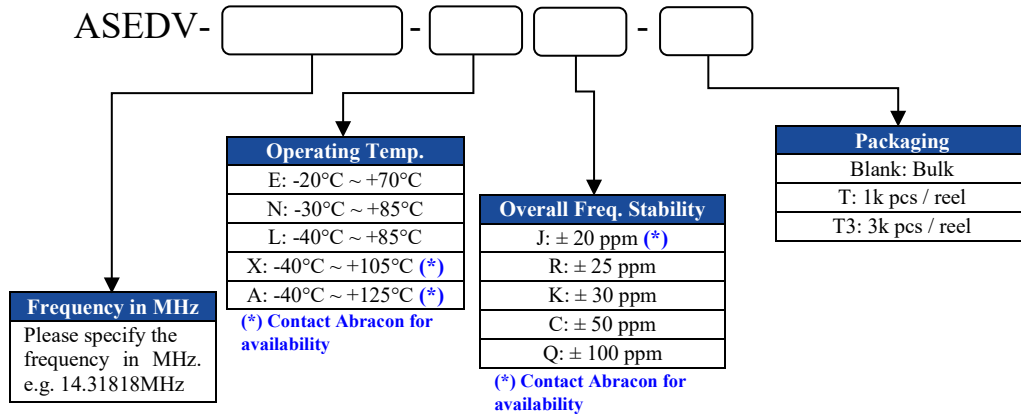 ASEDV- - -
Operating Temp.
E: -20°C ~ +70°C
N: -30°C ~ +85°C
L: -40°C ~ +85°C
X: -40°C ~ +105°C (*)
A: -40°C ~ +125°C (*)
(*) Contact Abracon for
availability
Packaging
Blank: Bulk
T: 1k pcs / reel
T3: 3k pcs / reel
Overall Freq. Stability
J: ± 20 ppm (*)
R: ± 25 ppm
K: ± 30 ppm
C: ± 50 ppm
Q: ± 100 ppm
(*) Contact Abracon for
availability
Frequency in MHz
Please specify the
frequency in MHz.
e.g. 14.31818MHz